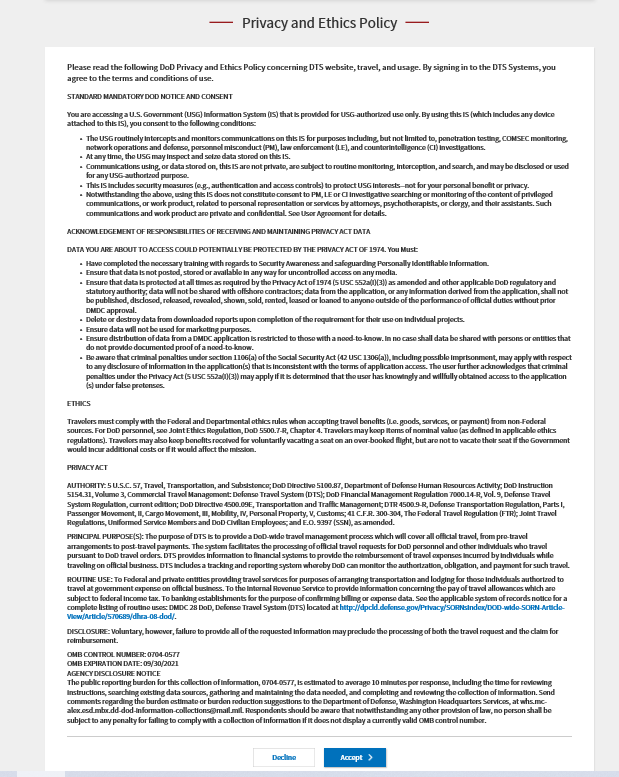 Privacy and Ethics Policy
Please read the following DoD Privacy and Ethics Policy concerning DTS website, travel, and usage. By signing in to the DTS Systems, you
agree to the terms and conditions of use.
STANDARD MANDATORY DOD NOTICE AND CONSENT
You are accessing a U.S. Government (USG) Information System (IS) that is provided for USG-authorized use only. By using this IS (which includes any device
attached to this IS), you consent to the following conditions:
• The USG routinely intercepts and monitors communications on this IS for purposes including, but not limited to, penetration testing, COMSEC monitoring,
network operations and defense, personnel misconduct (PM), law enforcement (LE), and counterintelligence (CI) investigations.
• At any time, the USG may inspect and seize data stored on this IS.
• Communications using, or data stored on, this IS are not private, are subject to routine monitoring, interception, and search, and may be disclosed or used
for any USG-authorized purpose.
• This IS includes security measures (e.g., authentication and access controls) to protect USG interests--not for your personal benefit or privacy.
• Notwithstanding the above, using this IS does not constitute consent to PM, LE or CI investigative searching or monitoring of the content of privileged
communications, or work product, related to personal representation or services by attorneys, psychotherapists, or clergy, and their assistants. Such
communications and work product are private and confidential. See User Agreement for details.
ACKNOWLEDGEMENT OF RESPONSIBILITIES OF RECEIVING AND MAINTAINING PRIVACY ACT DATA
DATA YOU ARE ABOUT TO ACCESS COULD POTENTIALLY BE PROTECTED BY THE PRIVACY ACT OF 1974. You Must:
• Have completed the necessary training with regards to Security Awareness and safeguarding Personally Identifiable Information.
• Ensure that data is not posted, stored or available in any way for uncontrolled access on any media.
• Ensure that data is protected at all times as required by the Privacy Act of 1974 (5 USC 552a(I)(3)) as amended and other applicable DoD regulatory and
statutory authority; data will not be shared with offshore contractors; data from the application, or any information derived from the application, shall not
be published, disclosed, released, revealed, shown, sold, rented, leased or loaned to anyone outside of the performance of official duties without prior
DMDC approval.
• Delete or destroy data from downloaded reports upon completion of the requirement for their use on individual projects.
• Ensure data will not be used for marketing purposes.
• Ensure distribution of data from a DMDC application is restricted to those with a need-to-know. In no case shall data be shared with persons or entities that
do not provide documented proof of a need-to-know.
• Be aware that criminal penalties under section 1106(a) of the Social Security Act (42 USC 1306(a)), including possible imprisonment, may apply with respect
to any disclosure of information in the application(s) that is inconsistent with the terms of application access. The user further acknowledges that criminal
penalties under the Privacy Act (5 USC 552a(I)(3)) may apply if it is determined that the user has knowingly and willfully obtained access to the application
(s) under false pretenses.
ETHICS
Travelers must comply with the Federal and Departmental ethics rules when accepting travel benefits (i.e. goods, services, or payment) from non-Federal
sources. For DoD personnel, see Joint Ethics Regulation, DoD 5500.7-R, Chapter 4. Travelers may keep items of nominal value (as defined in applicable ethics
regulations). Travelers may also keep benefits received for voluntarily vacating a seat on an over-booked flight, but are not to vacate their seat if the Government
would incur additional costs or if it would affect the mission.
PRIVACY ACT
AUTHORITY: 5 U.S.C. 57, Travel, Transportation, and Subsistence; DoD Directive 5100.87, Department of Defense Human Resources Activity; DoD Instruction
5154.31, Volume 3, Commercial Travel Management: Defense Travel System (DTS); DoD Financial Management Regulation 7000.14-R, Vol. 9, Defense Travel
System Regulation, current edition; DoD Directive 4500.09E, Transportation and Traffic Management; DTR 4500.9-R, Defense Transportation Regulation, Parts I,
Passenger Movement, II, Cargo Movement, III, Mobility, IV, Personal Property, V, Customs; 41 C.F.R. 300-304, The Federal Travel Regulation (FTR); Joint Travel
Regulations, Uniformed Service Members and DoD Civilian Employees; and E.O. 9397 (SSN), as amended.
PRINCIPAL PURPOSE(S): The purpose of DTS is to provide a DoD-wide travel management process which will cover all official travel, from pre-travel
arrangements to post-travel payments. The system facilitates the processing of official travel requests for DoD personnel and other individuals who travel
pursuant to DoD travel orders. DTS provides information to financial systems to provide the reimbursement of travel expenses incurred by individuals while
traveling on official business. DTS includes a tracking and reporting system whereby DoD can monitor the authorization, obligation, and payment for such travel.
ROUTINE USE: To Federal and private entities providing travel services for purposes of arranging transportation and lodging for those individuals authorized to
travel at government expense on official business. To the Internal Revenue Service to provide information concerning the pay of travel allowances which are
subject to federal income tax. To banking establishments for the purpose of confirming billing or expense data. See the applicable system of records notice for a
complete listing of routine uses: DMDC 28 DoD, Defense Travel System (DTS) located at http://dpcld.defense.gov/Privacy/SORNsIndex/DOD-wide-SORN-Article-
View/Article/570689/dhra-08-dod/.
DISCLOSURE: Voluntary, however, failure to provide all of the requested information may preclude the processing of both the travel request and the claim for
reimbursement.
OMB CONTROL NUMBER: 0704-0577
OMB EXPIRATION DATE: 09/30/2021
AGENCY DISCLOSURE NOTICE
The public reporting burden for this collection of information, 0704-0577, is estimated to average 10 minutes per response, including the time for reviewing
instructions, searching existing data sources, gathering and maintaining the data needed, and completing and reviewing the collection of information. Send
comments regarding the burden estimate or burden reduction suggestions to the Department of Defense, Washington Headquarters Services, at whs.mc-
alex.esd.mbx.dd-dod-information-collections@mail.mil. Respondents should be aware that notwithstanding any other provision of law, no person shall be
subject to any penalty for failing to comply with a collection of information if it does not display a currently valid OMB control number.
Decline
Accept